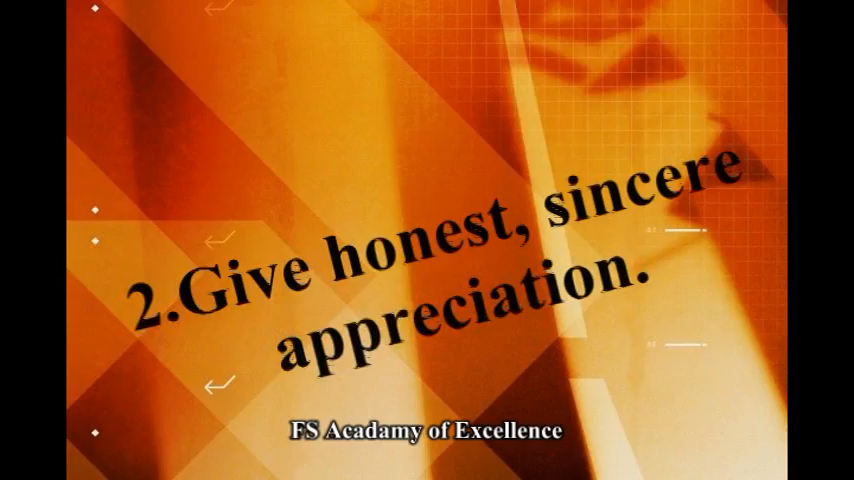 2.Give honest, sincere
appreciation.
FS Acadamy of Excellence